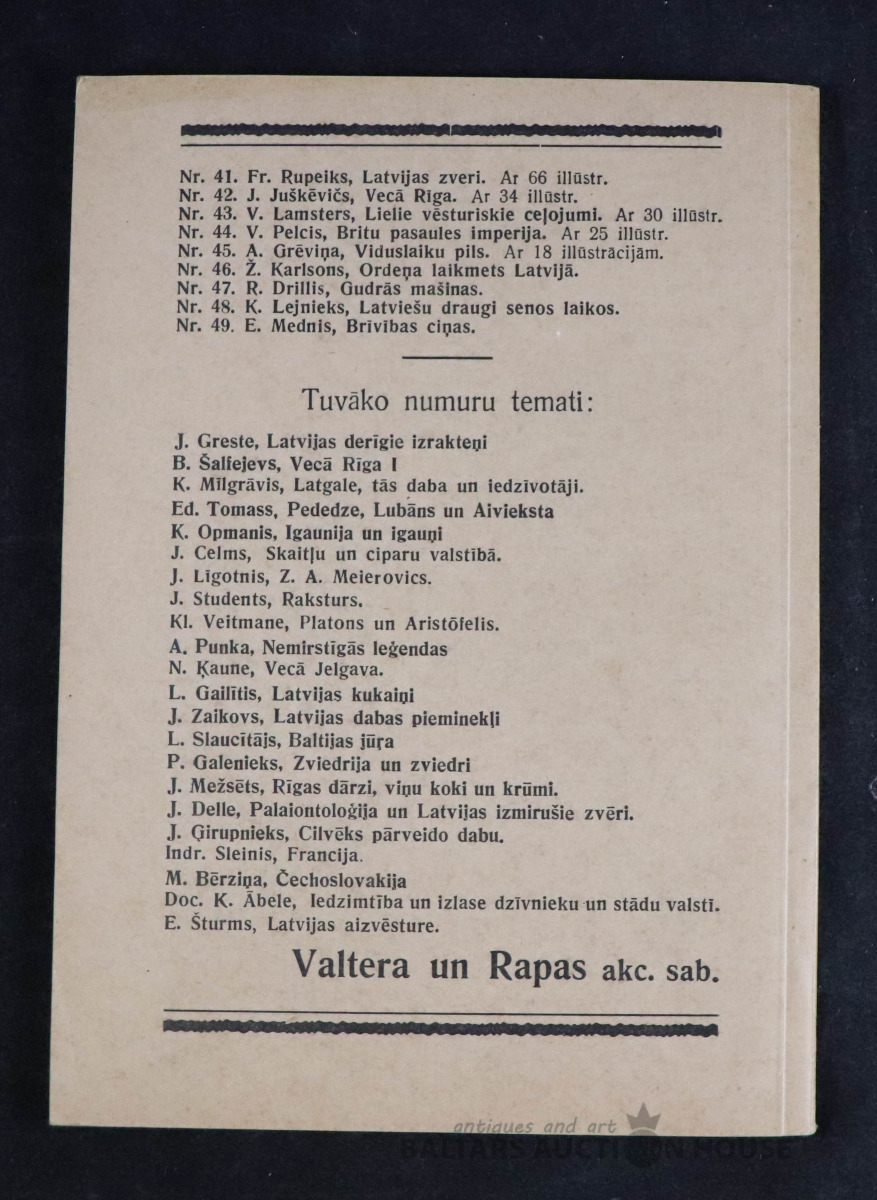 Nr. 41. Fr. Rupeiks, Latvijas zveri. Ar 66 illūstr.
Nr. 42. J. Juškēvičs, Vecā Rīga. Ar 34 illūstr.
Nr. 43. V. Lamsters, Lielie vēsturiskie ceļojumi. Ar 30 illūstr.
Nr. 44. V. Pelcis, Britu pasaules imperija. Ar 25 illūstr.
Nr. 45. A. Grēviņa, Viduslaiku pils. Ar 18 illūstrācijām.
Nr. 46. Ž. Karlsons, Ordeņa laikmets Latvijā.
Nr. 47. R. Drillis, Gudrās mašinas.
Nr. 48. K. Lejnieks, Latviešu draugi senos laikos.
Nr. 49. E. Mednis, Brīvības ciņas.
Tuvāko numuru temati:
J. Greste, Latvijas derīgie izrakteņi
B. Šalfejevs, Vecā Rīga I
K. Mīlgrāvis, Latgale, tās daba un iedzīvotāji.
Ed. Tomass, Pededze, Lubāns un Aivieksta
K. Opmanis, Igaunija un igauņi
J. Celms, Skaitļu un ciparu valstībā.
J. Līgotnis, Z. A. Meierovics.
J. Students, Raksturs.
Kl. Veitmane, Platons un Aristōfelis.
A. Punka, Nemirstīgās leģendas
N. Ķaune, Vecā Jelgava.
L. Gailītis, Latvijas kukaiņi
J. Zaikovs, Latvijas dabas pieminekļi
L. Slaucītājs, Baltijas jūŗa
P. Galenieks, Zviedrija un zviedri
J. Mežsēts, Rīgas dārzi, viņu koki un krūmi.
J. Delle, Palaiontoloģija un Latvijas izmirušie zvēri.
J. Ģirupnieks, Cilvēks pārveido dabu.
Indr. Sleinis, Francija.
M. Bērziņa, Čechoslovakija
Doc. K. Ābele, Iedzimtība un izlase dzīvnieku un stādu valstī.
E. Šturms, Latvijas aizvēsture.
Valtera un Rapas akc. sab.
antiques and art
BALTARS AUCTION HOUSE